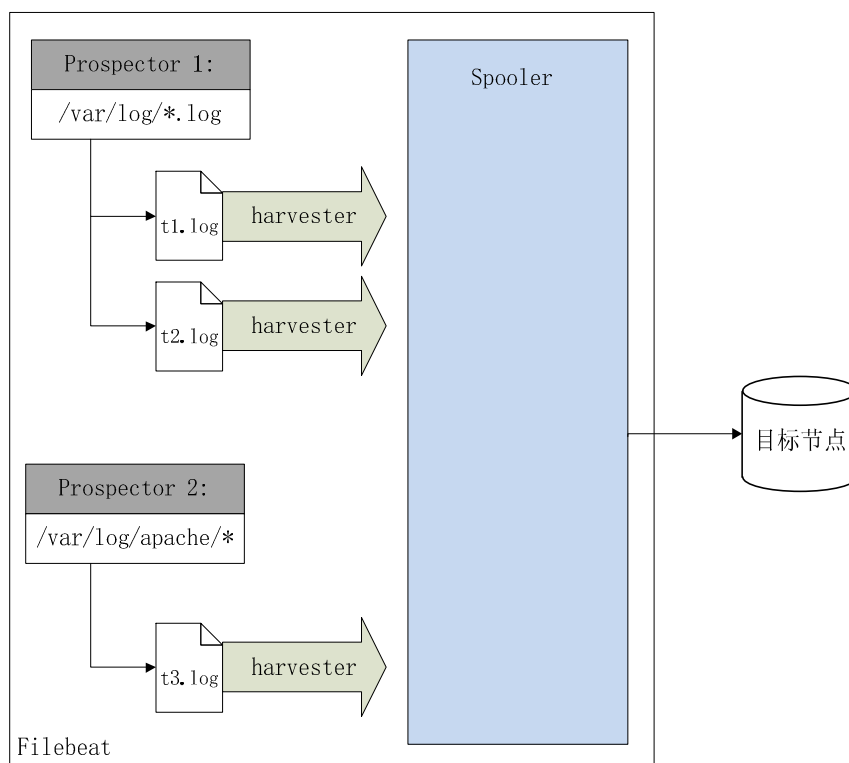 Prospector 1:
/var/log/*.log
Spooler
t1.log
harvester
t2.log
harvester
目标节点
Prospector 2:
/var/log/apache/*
t3.log
harvester
Filebeat